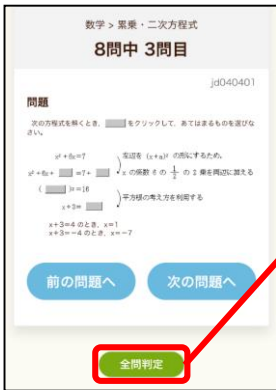 数学 > 累乗・二次方程式
8問中 3問目
jd040401
問題
次の方程式を解くとき、をクリックして、あてはまるものを選びなさい。
x²+6x=7
左辺を (x+a)² の形にするため、
x²+6x+ =7+
x の係数 6 の 1/2 の 2 乗を両辺に加える
( )²=16
平方根の考え方を利用する
x+3=
x+3=4 のとき、x=1
x+3=-4 のとき、x=-7
前の問題へ
次の問題へ
全問判定